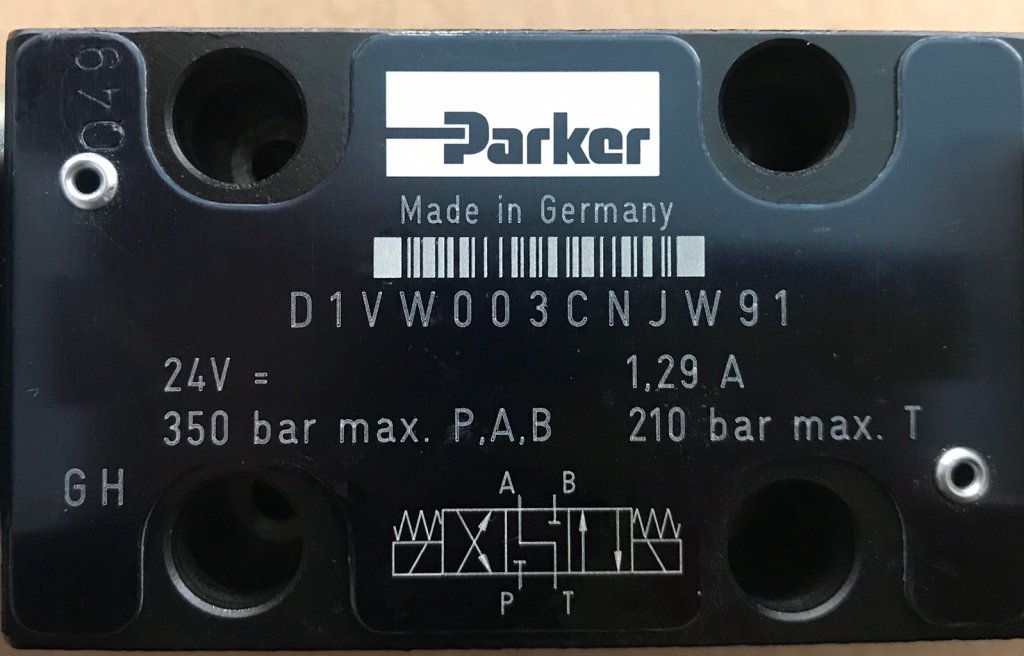 049
Parker
Made in Germany
D1VW003CNJW91
24V = 1,29 A
350 bar max. P,A,B 210 bar max. T
GH
A B
P T